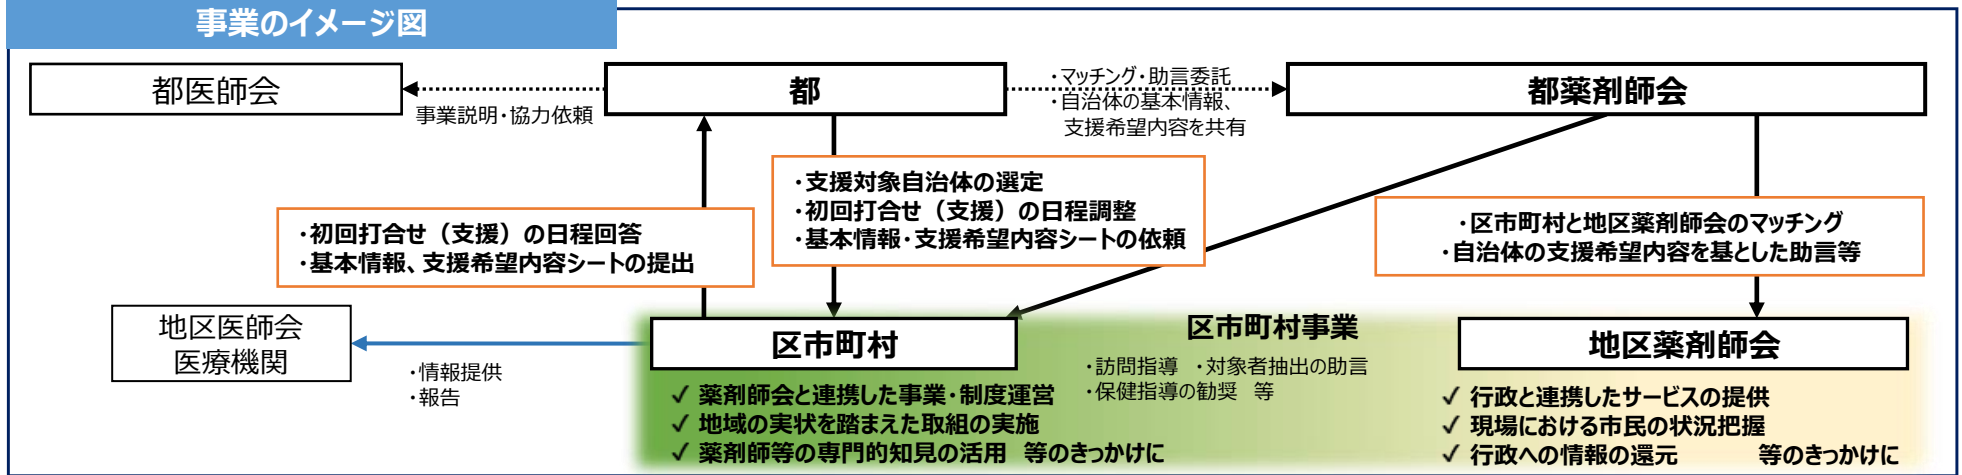 事業のイメージ図
都医師会
事業説明・協力依頼
都
・マッチング・助言委託
・自治体の基本情報、
支援希望内容を共有
都薬剤師会
・初回打合せ（支援）の日程回答
・基本情報、支援希望内容シートの提出
・支援対象自治体の選定
・初回打合せ（支援）の日程調整
・基本情報・支援希望内容シートの依頼
・区市町村と地区薬剤師会のマッチング
・自治体の支援希望内容を基とした助言等
地区医師会
医療機関
・情報提供
・報告
区市町村
✓ 薬剤師会と連携した事業・制度運営
✓ 地域の実状を踏まえた取組の実施
✓ 薬剤師等の専門的知見の活用 等のきっかけに
区市町村事業
・訪問指導 ・対象者抽出の助言
・保健指導の勧奨 等
地区薬剤師会
✓ 行政と連携したサービスの提供
✓ 現場における市民の状況把握
✓ 行政への情報の還元 等のきっかけに